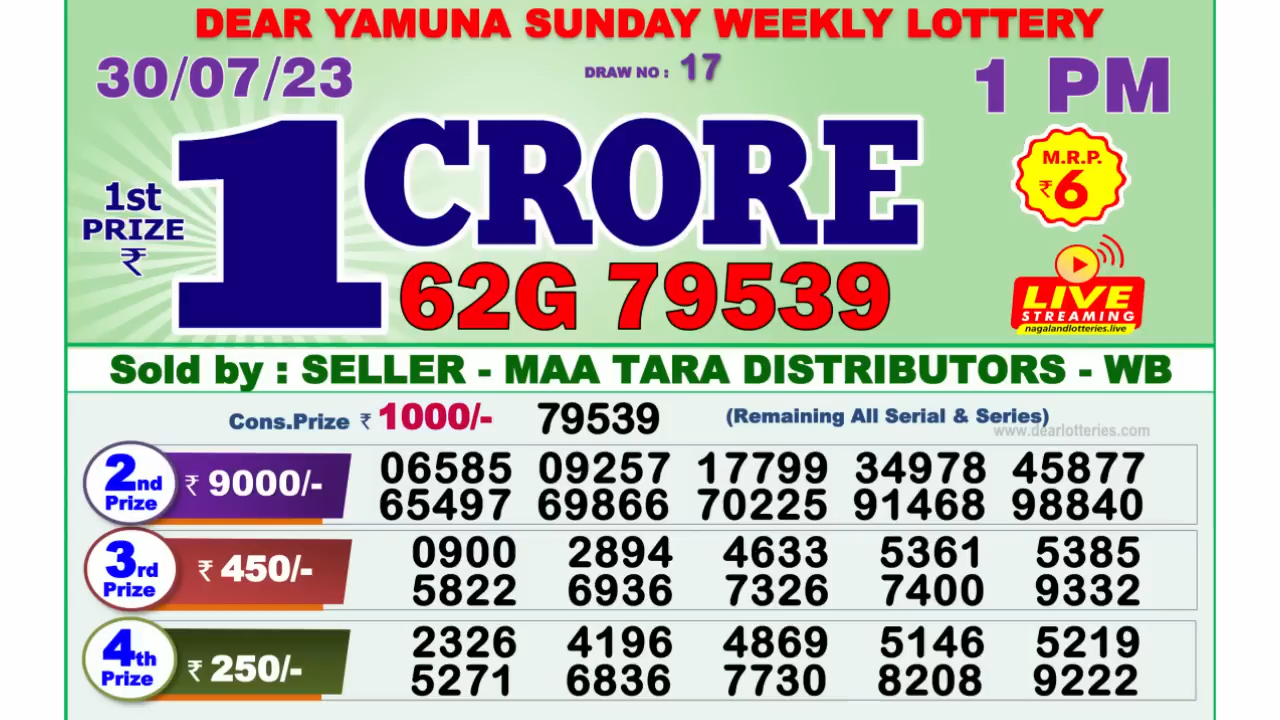 DEAR YAMUNA SUNDAY WEEKLY LOTTERY
30/07/23
DRAW NO : 17
1 PM
1st
PRIZE
₹
1 CRORE
62G 79539
M.R.P.
₹6
LIVE
STREAMING
nagalandlotteries.live
Sold by : SELLER - MAA TARA DISTRIBUTORS - WB
Cons.Prize ₹ 1000/- 79539 (Remaining All Serial & Series)
www.dearlotteries.com
2nd Prize ₹ 9000/-
06585 09257 17799 34978 45877
65497 69866 70225 91468 98840
3rd Prize ₹ 450/-
0900 2894 4633 5361 5385
5822 6936 7326 7400 9332
4th Prize ₹ 250/-
2326 4196 4869 5146 5219
5271 6836 7730 8208 9222